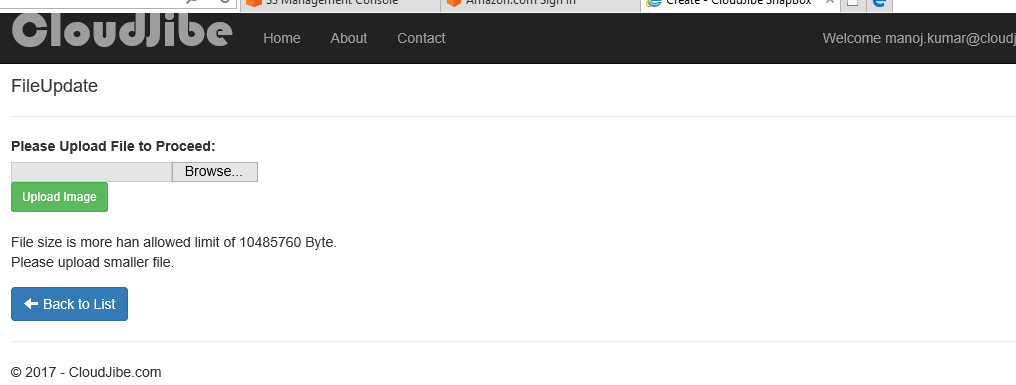 S3 Management Console Amazon.com Sign In Create - CloudJibe SnapBox
CloudJibe Home About Contact Welcome manoj.kumar@cloudj
FileUpdate
Please Upload File to Proceed:
Browse...
Upload Image
File size is more han allowed limit of 10485760 Byte.
Please upload smaller file.
Back to List
© 2017 - CloudJibe.com